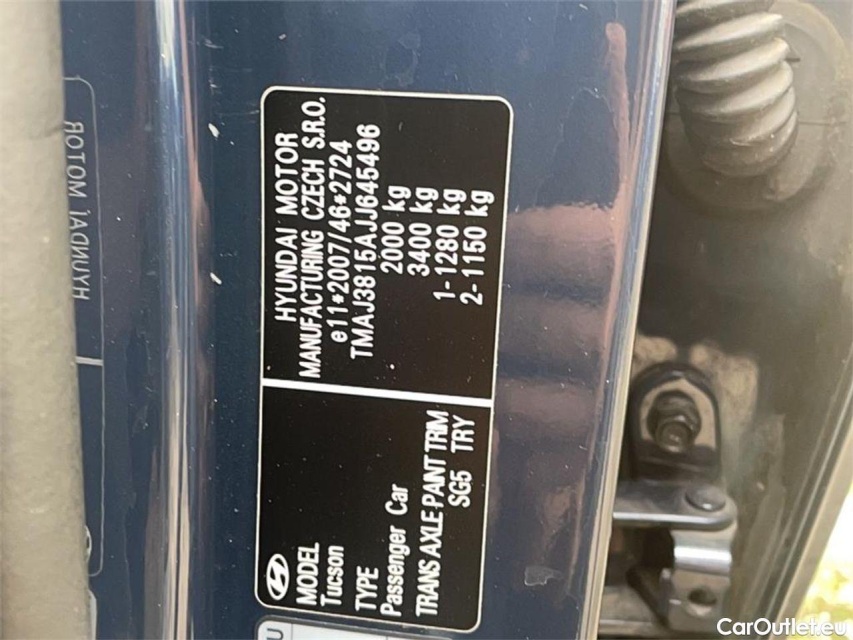 HYUNDAI MOTOR
MANUFACTURING CZECH S.R.O.
e11*2007/46*2724
TMAJ3815AJJ645496
2000 kg
3400 kg
1-1280 kg
2-1150 kg
MODEL
Tucson
TYPE
Passenger Car
TRANS AXLE PAINT TRIM
SG5 TRY
HYUNDAI MOTOR
CarOutlet.eu